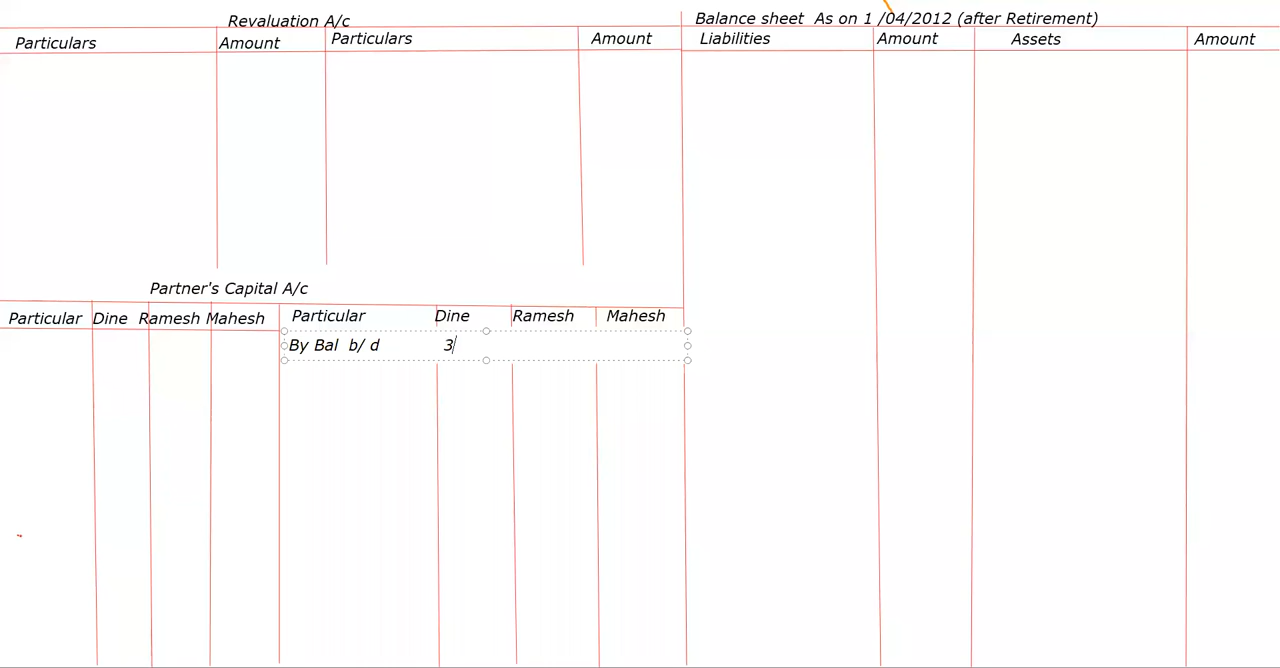 Revaluation A/c
Particulars Amount Particulars Amount
Balance sheet As on 1 /04/2012 (after Retirement)
Liabilities Amount Assets Amount
Partner's Capital A/c
Particular Dine Ramesh Mahesh Particular Dine Ramesh Mahesh
By Bal b/ d 3